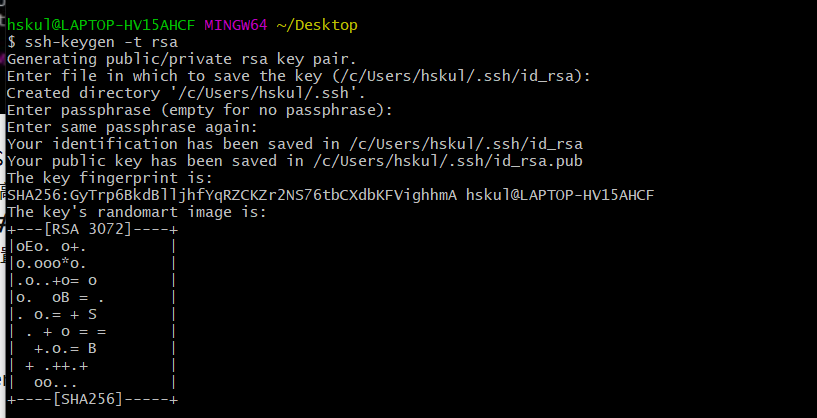 hskul@LAPTOP-HV15AHCF MINGW64 ~/Desktop
$ ssh-keygen -t rsa
Generating public/private rsa key pair.
Enter file in which to save the key (/c/Users/hskul/.ssh/id_rsa):
Created directory '/c/Users/hskul/.ssh'.
Enter passphrase (empty for no passphrase):
Enter same passphrase again:
Your identification has been saved in /c/Users/hskul/.ssh/id_rsa
Your public key has been saved in /c/Users/hskul/.ssh/id_rsa.pub
The key fingerprint is:
SHA256:GyTrp6BkdBlljhfYqRZCKZr2NS76tbCXdbKFVighhmA hskul@LAPTOP-HV15AHCF
The key's randomart image is:
+---[RSA 3072]----+
|oEo. o+.         |
|o.ooo*o.         |
|.o..+o= o        |
|o.  oB = .       |
|. o.= + S        |
| . + o = =       |
|  +.o.= B        |
| + .++.+         |
|  oo...          |
+----[SHA256]-----+